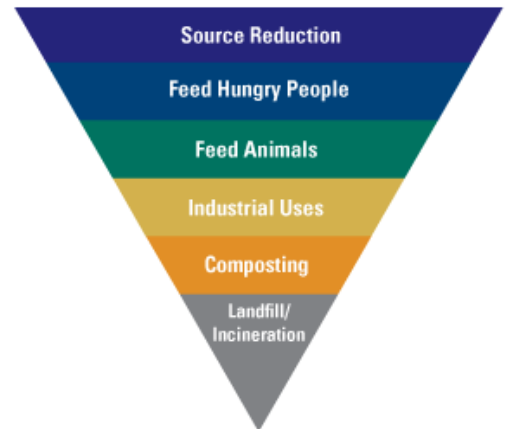 Source Reduction
Feed Hungry People
Feed Animals
Industrial Uses
Composting
Landfill/
Incineration